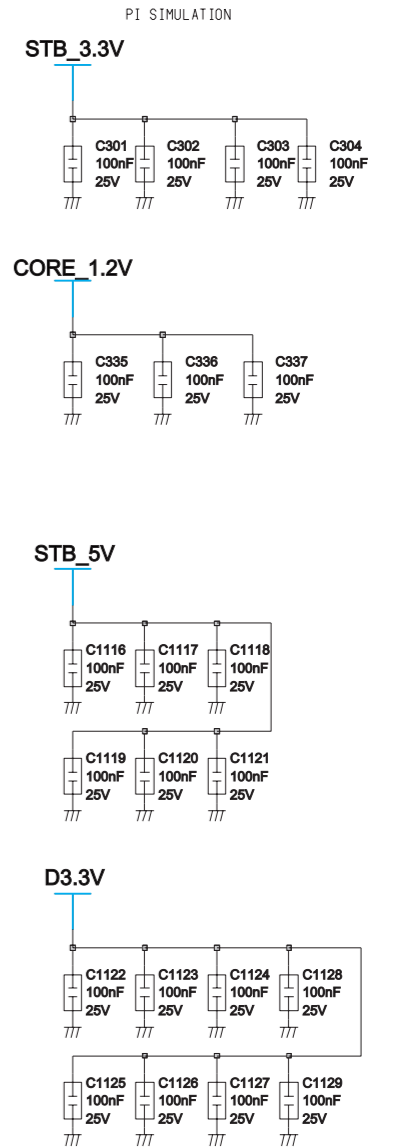 PI SIMULATION
STB_3.3V
C301 C302 C303 C304
100nF 100nF 100nF 100nF
25V 25V 25V 25V
CORE_1.2V
C335 C336 C337
100nF 100nF 100nF
25V 25V 25V
STB_5V
C1116 C1117 C1118
100nF 100nF 100nF
25V 25V 25V
C1119 C1120 C1121
100nF 100nF 100nF
25V 25V 25V
D3.3V
C1122 C1123 C1124 C1128
100nF 100nF 100nF 100nF
25V 25V 25V 25V
C1125 C1126 C1127 C1129
100nF 100nF 100nF 100nF
25V 25V 25V 25V